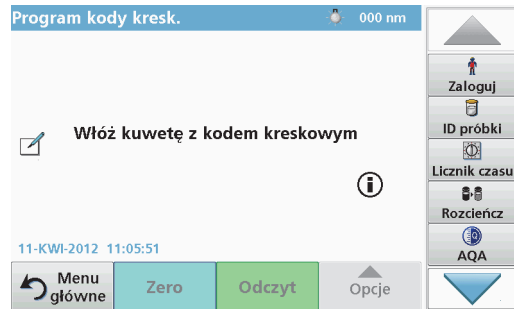 Program kody kresk.
000 nm
Włóż kuwetę z kodem kreskowym
11-KWI-2012 11:05:51
Menu
główne
Zero
Odczyt
Opcje
Zaloguj
ID próbki
Licznik czasu
Rozcieńcz
AQA